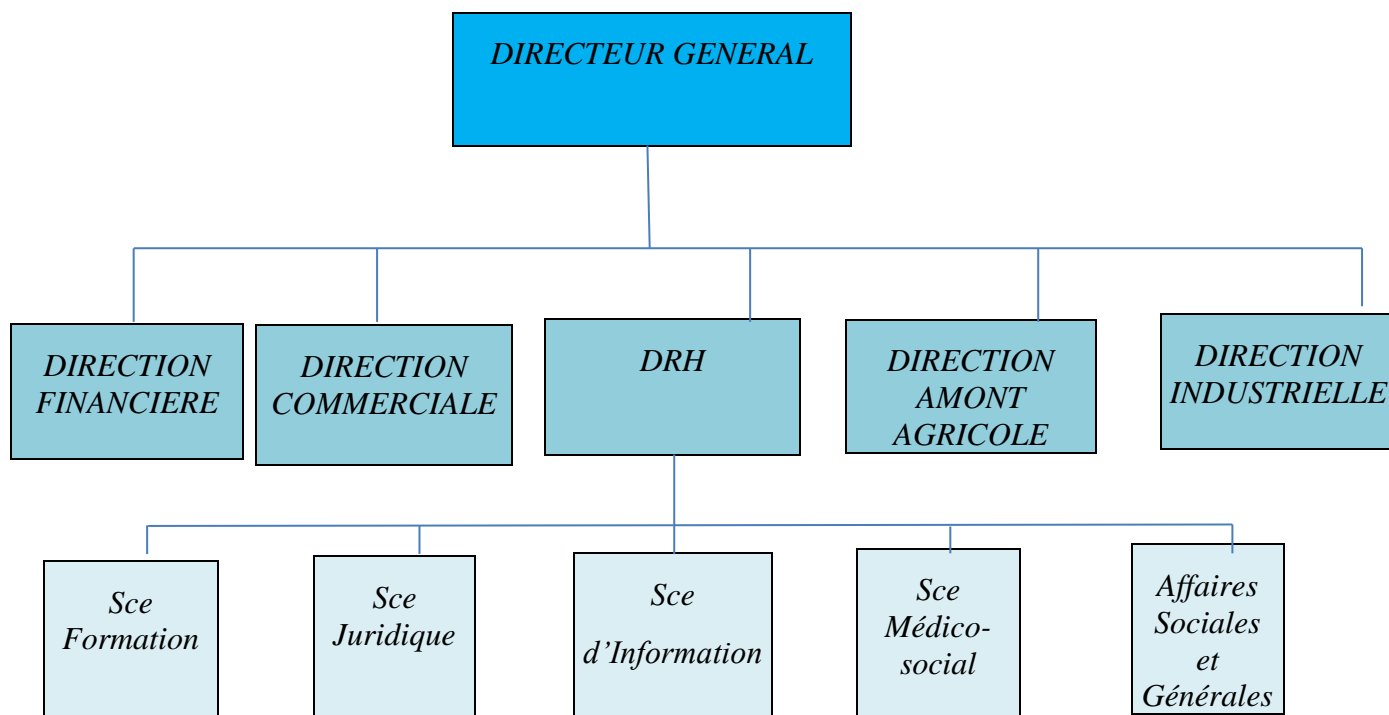 DIRECTEUR GENERAL
DIRECTION
FINANCIERE
DIRECTION
COMMERCIALE
DRH
DIRECTION
AMONT
AGRICOLE
DIRECTION
INDUSTRIELLE
Sce
Formation
Sce
Juridique
Sce
d’Information
Sce
Médico-
social
Affaires
Sociales
et
Générales